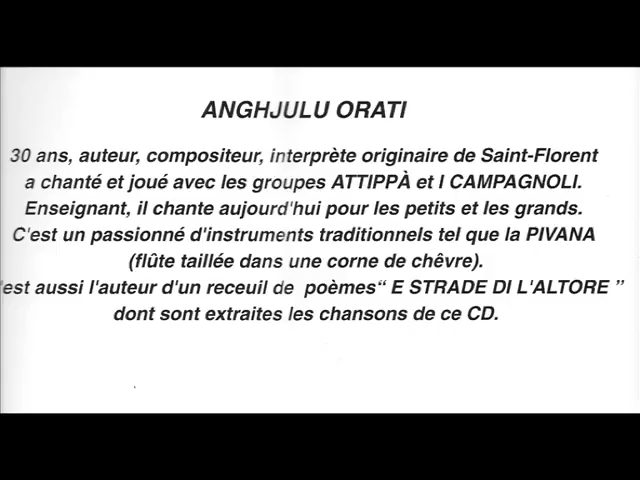 ANGHJULU ORATI
30 ans, auteur, compositeur, interprète originaire de Saint-Florent
a chanté et joué avec les groupes ATTIPPÀ et I CAMPAGNOLI.
Enseignant, il chante aujourd'hui pour les petits et les grands.
C'est un passionné d'instruments traditionnels tel que la PIVANA
(flûte taillée dans une corne de chêvre).
'est aussi l'auteur d'un receuil de poèmes“ E STRADE DI L'ALTORE ”
dont sont extraites les chansons de ce CD.